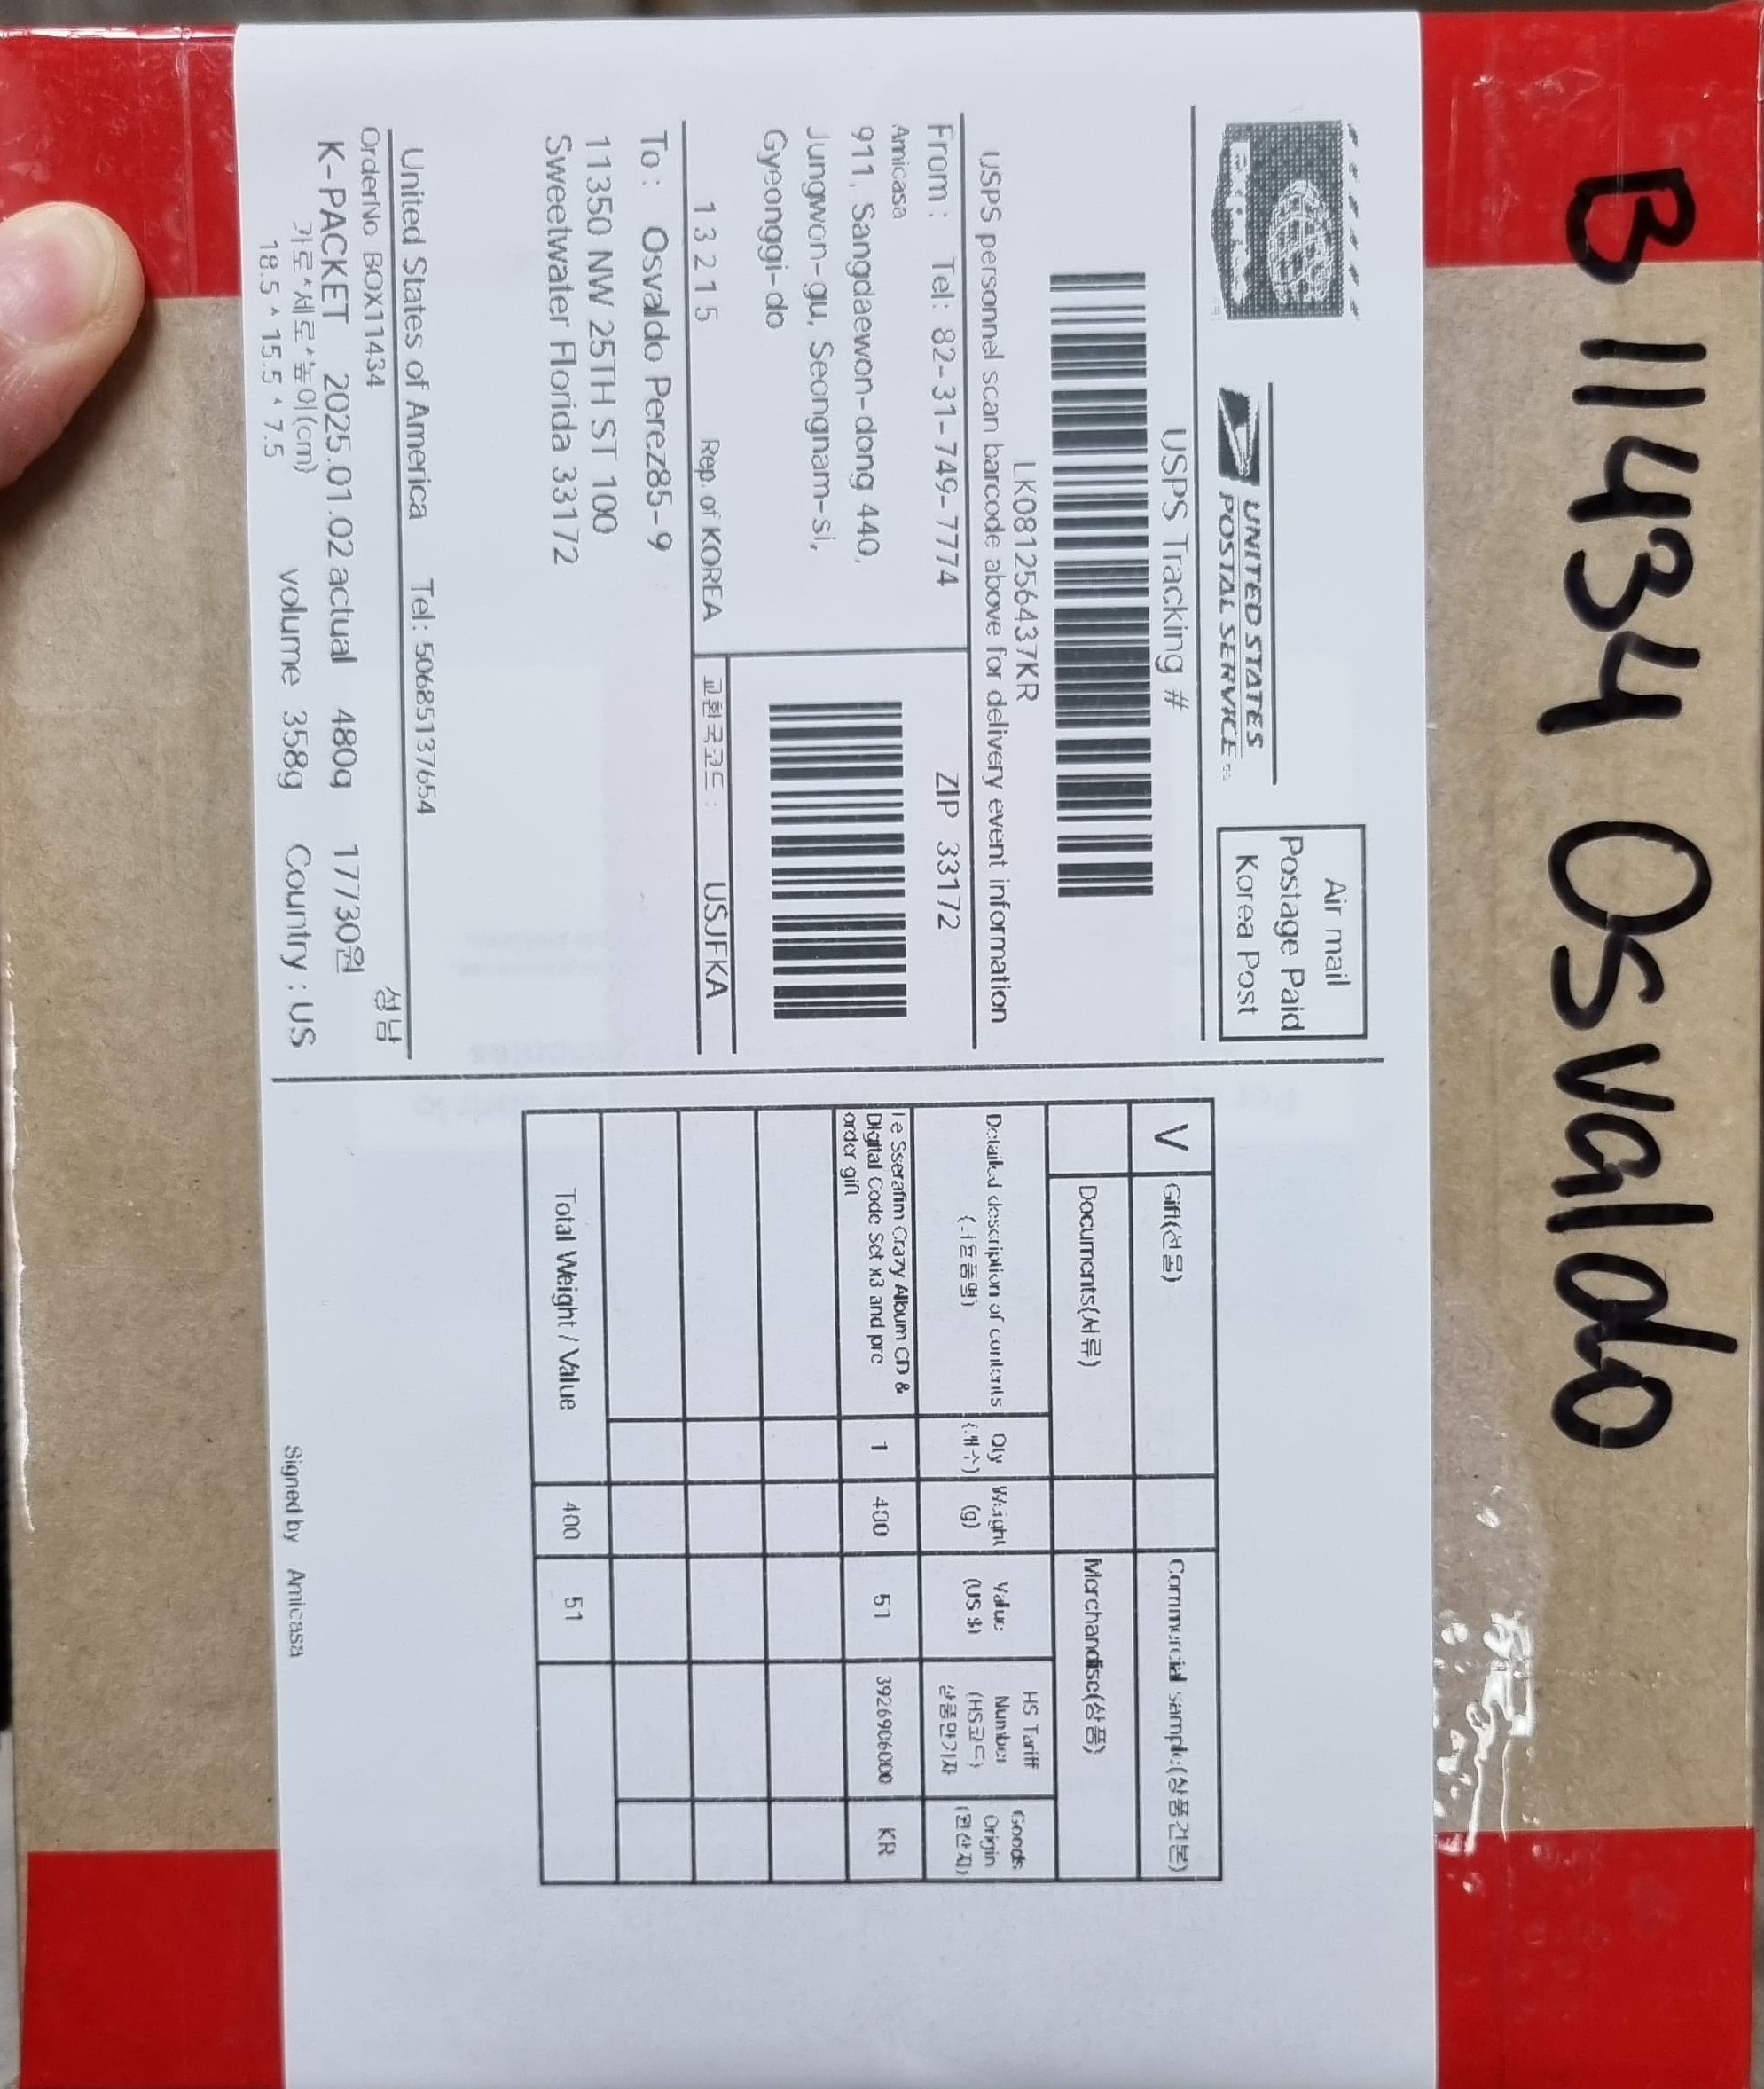 B 11434 Osvaldo
epost
UNITED STATES
POSTAL SERVICE
Air mail
Postage Paid
Korea Post
USPS Tracking #
LK081256437KR
USPS personnel scan barcode above for delivery event information
From : Tel: 82-31-749-7774
ZIP 33172
Amicasa
911, Sangdaewon-dong 440,
Jungwon-gu, Seongnam-si,
Gyeonggi-do
13215 Rep. of KOREA
교환국코드 : USJFKA
To : Osvaldo Perez85-9
11350 NW 25TH ST 100
Sweetwater Florida 33172
United States of America Tel: 50685137654
OrderNo BOX11434 성남
K-PACKET 2025.01.02 actual 480g 17730원
가로*세로*높이(cm) volume 358g Country : US
18.5 * 15.5 * 7.5
V Gift(선물) Commercial sample(상품견본)
Documents(서류) Merchandise(상품)
Detailed description of contents Qty (개수) Weight (g) Value (US $) HS Tariff Number (HS코드) Goods Origin (원산지)
Le Sserafim Crazy Album CD &
Digital Code Set x3 and pre
order gift
1 400 51 3926906000 KR
Total Weight / Value 400 51
Signed by Amicasa